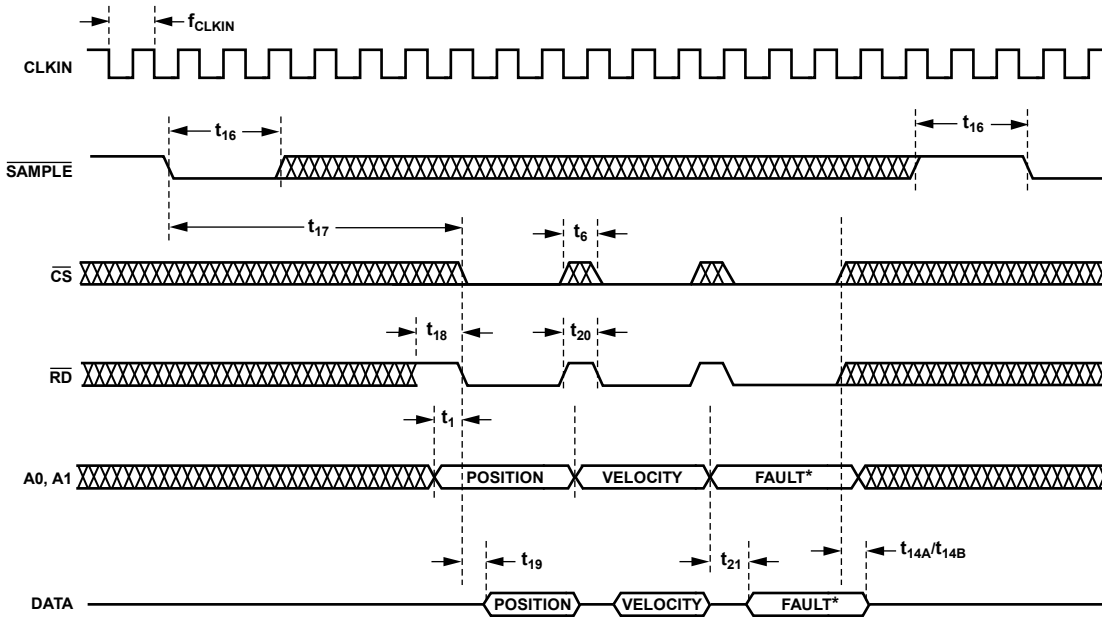 fCLKIN
CLKIN
t16 t16
SAMPLE
t17 t6
CS
t18 t20
RD
t1
A0, A1 POSITION VELOCITY FAULT*
t19 t21 t14A/t14B
DATA POSITION VELOCITY FAULT*